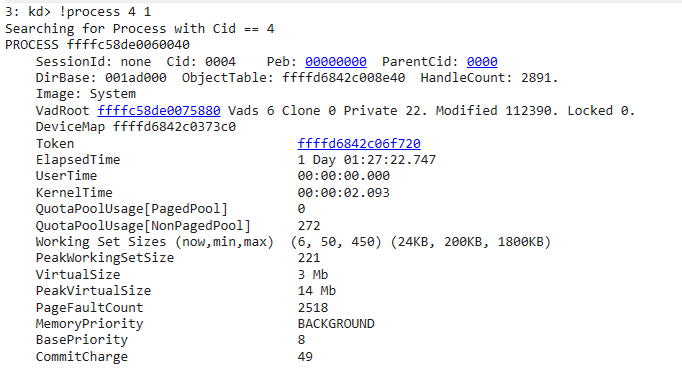 3: kd> !process 4 1
Searching for Process with Cid == 4
PROCESS ffffc58de0060040
    SessionId: none  Cid: 0004    Peb: 00000000  ParentCid: 0000
    DirBase: 001ad000  ObjectTable: ffffd6842c008e40  HandleCount: 2891.
    Image: System
    VadRoot ffffc58de0075880 Vads 6 Clone 0 Private 22. Modified 112390. Locked 0.
    DeviceMap ffffd6842c0373c0
    Token                             ffffd6842c06f720
    ElapsedTime                       1 Day 01:27:22.747
    UserTime                          00:00:00.000
    KernelTime                        00:00:02.093
    QuotaPoolUsage[PagedPool]         0
    QuotaPoolUsage[NonPagedPool]      272
    Working Set Sizes (now,min,max)  (6, 50, 450) (24KB, 200KB, 1800KB)
    PeakWorkingSetSize                221
    VirtualSize                       3 Mb
    PeakVirtualSize                   14 Mb
    PageFaultCount                    2518
    MemoryPriority                    BACKGROUND
    BasePriority                      8
    CommitCharge                      49